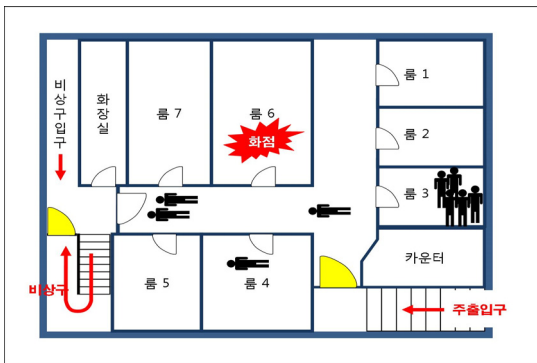 비상구입구
화장실
룸 7
룸 6
화점
룸 1
룸 2
룸 3
카운터
비상구
룸 5
룸 4
주출입구